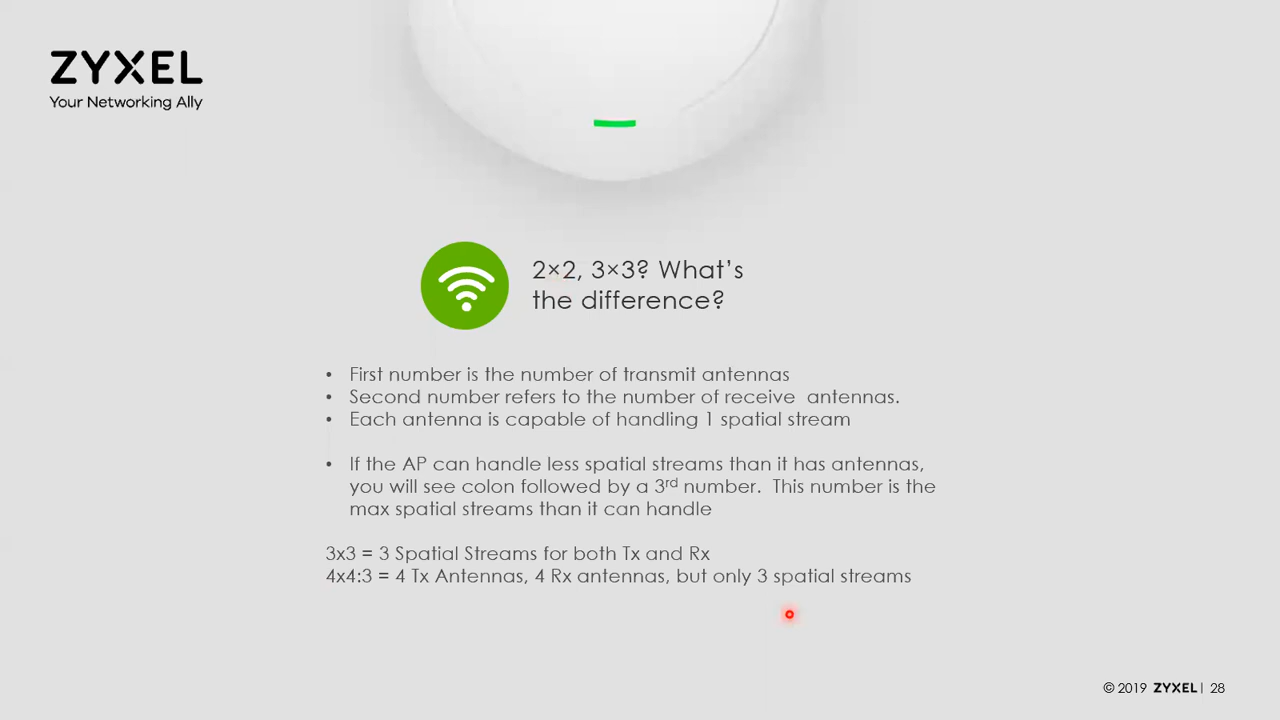 ZYXEL
Your Networking Ally
2×2, 3×3? What's
the difference?
• First number is the number of transmit antennas
• Second number refers to the number of receive  antennas.
• Each antenna is capable of handling 1 spatial stream
• If the AP can handle less spatial streams than it has antennas,
you will see colon followed by a 3rd number.  This number is the
max spatial streams than it can handle
3x3 = 3 Spatial Streams for both Tx and Rx
4x4:3 = 4 Tx Antennas, 4 Rx antennas, but only 3 spatial streams
© 2019 ZYXEL | 28